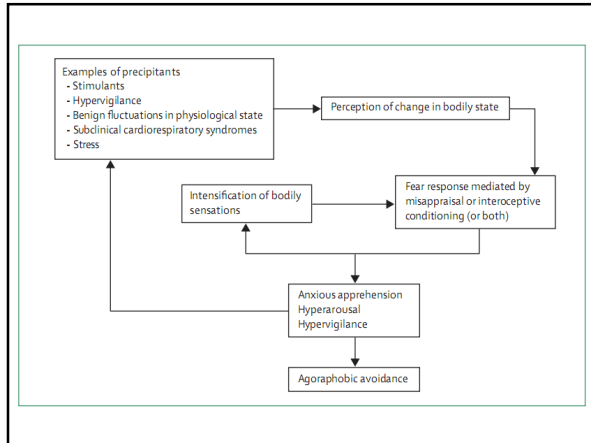 Examples of precipitants
- Stimulants
- Hypervigilance
- Benign fluctuations in physiological state
- Subclinical cardiorespiratory syndromes
- Stress
Perception of change in bodily state
Intensification of bodily
sensations
Fear response mediated by
misappraisal or interoceptive
conditioning (or both)
Anxious apprehension
Hyperarousal
Hypervigilance
Agoraphobic avoidance